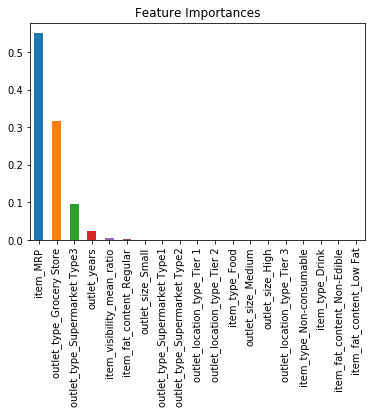 Feature Importances
0.5
0.4
0.3
0.2
0.1
0.0
item_MRP
outlet_type_Grocery Store
outlet_type_Supermarket Type3
outlet_years
item_visibility_mean_ratio
item_fat_content_Regular
outlet_size_Small
outlet_type_Supermarket Type1
outlet_type_Supermarket Type2
outlet_location_type_Tier 1
outlet_location_type_Tier 2
item_type_Food
outlet_size_Medium
outlet_size_High
outlet_location_type_Tier 3
item_type_Non-consumable
item_type_Drink
item_fat_content_Non-Edible
item_fat_content_Low Fat